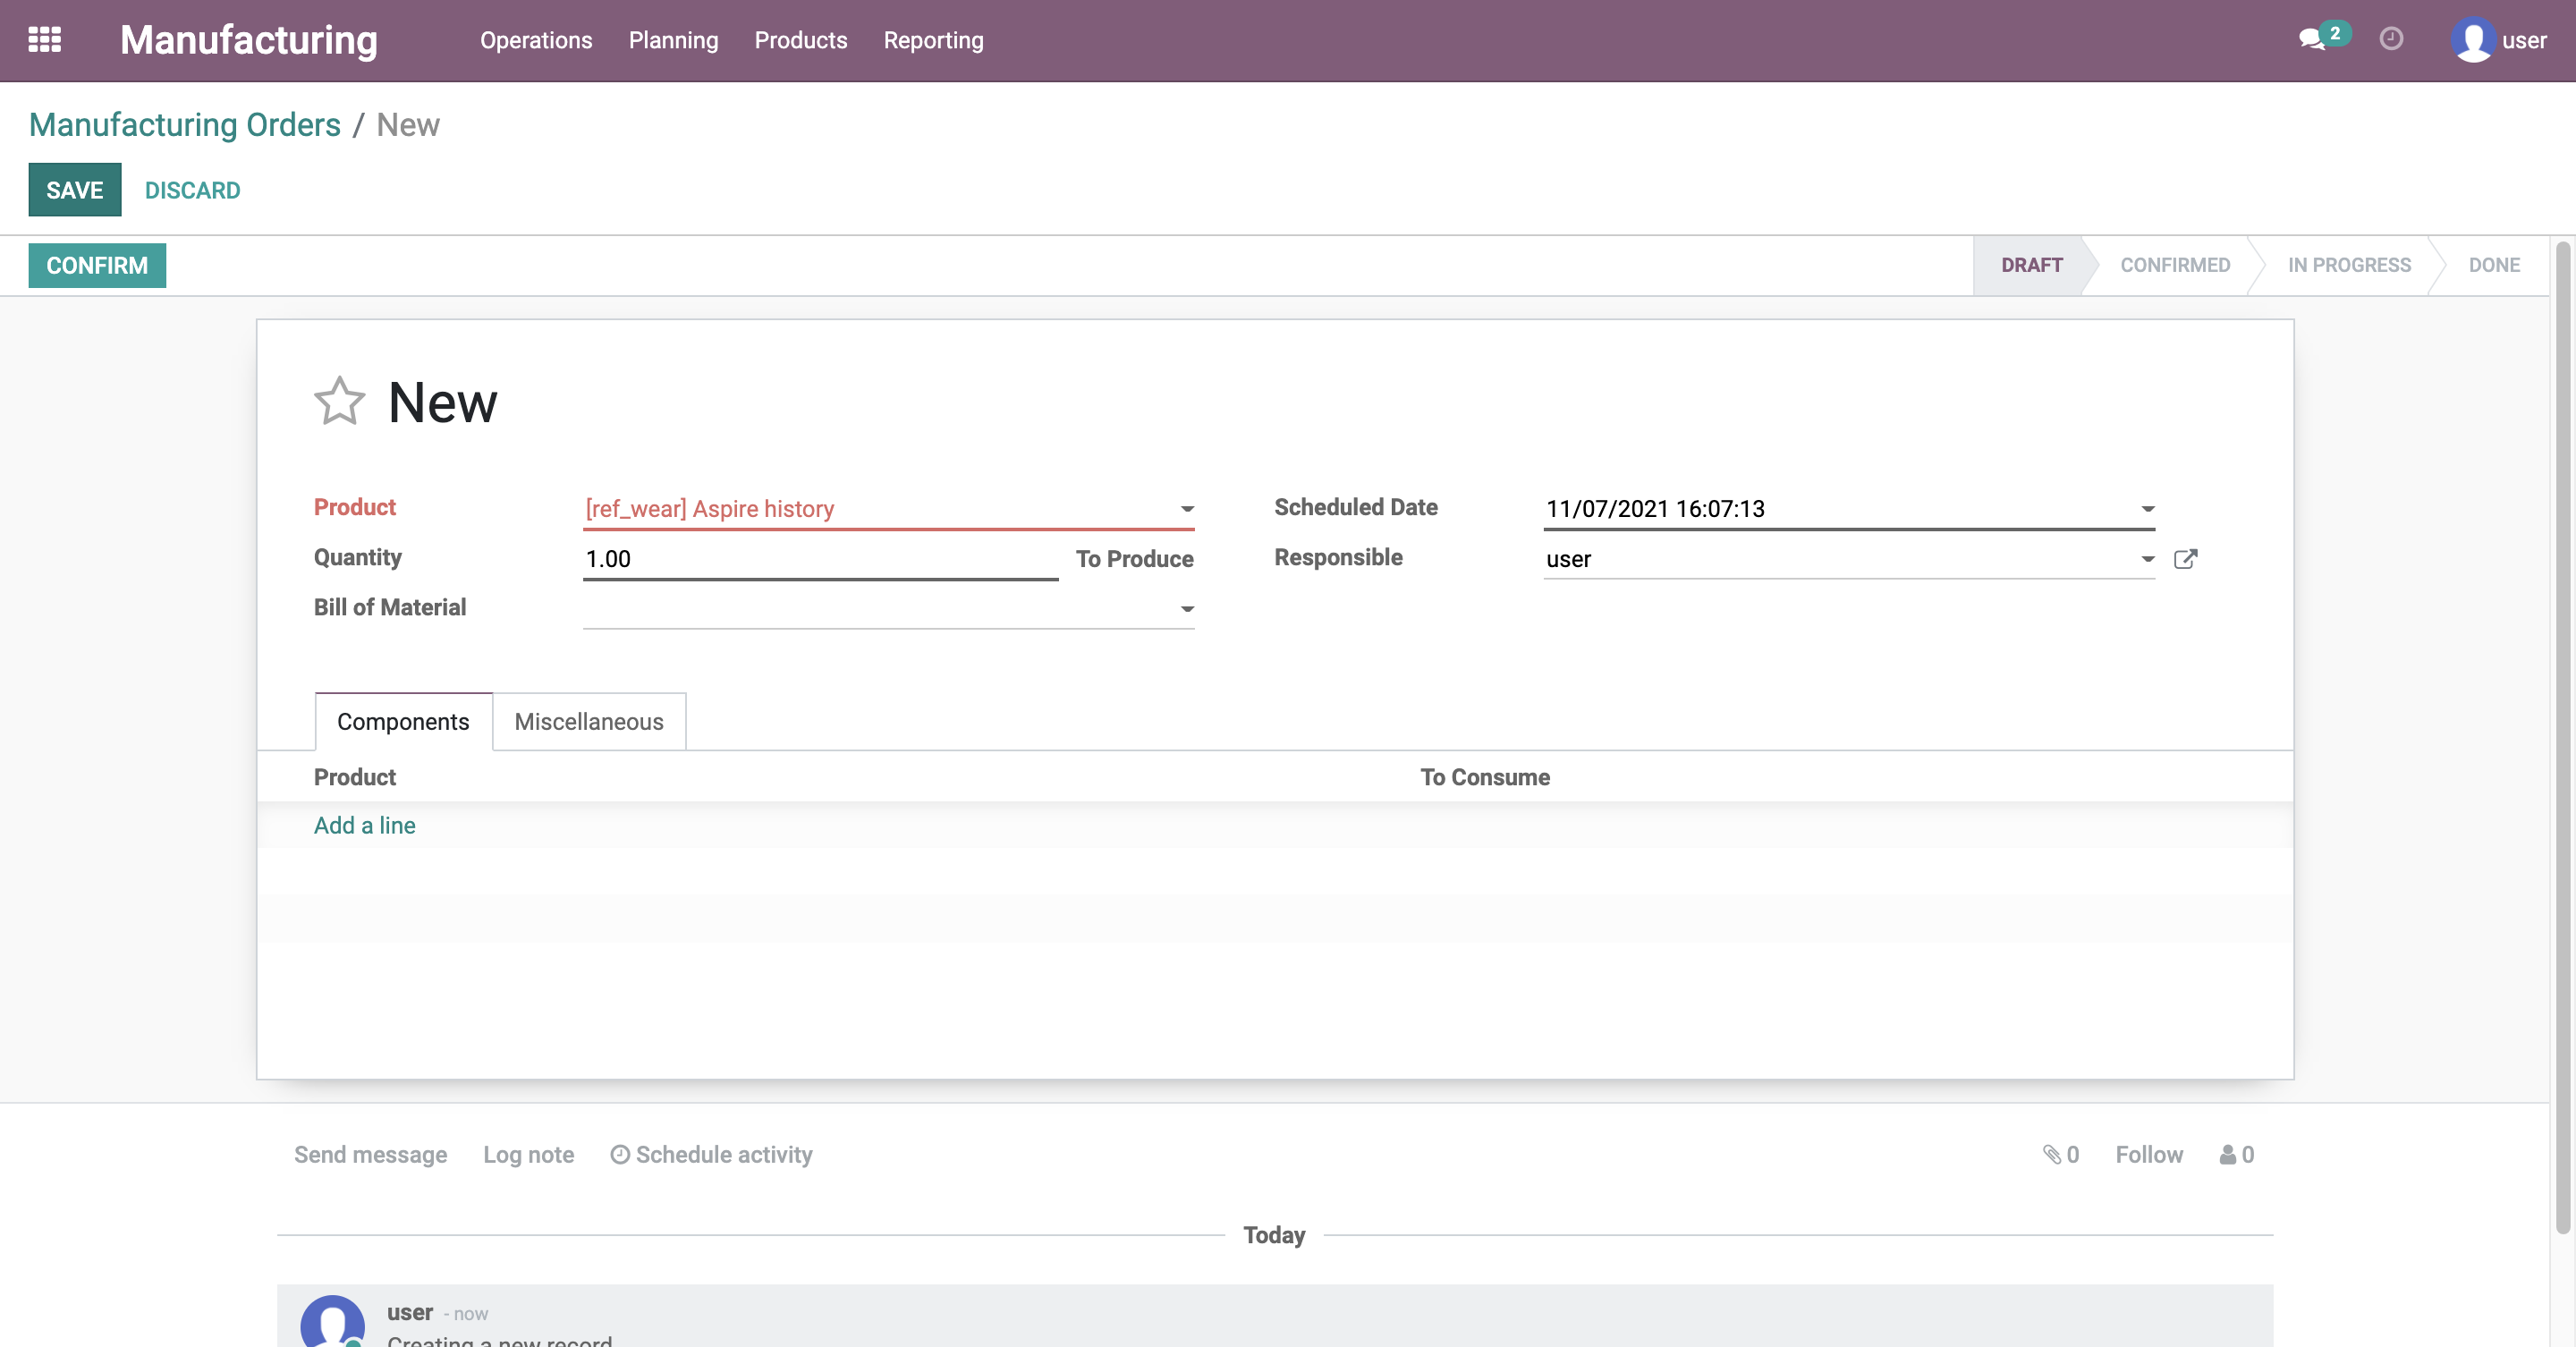 Manufacturing Operations Planning Products Reporting 2 user
Manufacturing Orders / New
SAVE DISCARD
CONFIRM DRAFT CONFIRMED IN PROGRESS DONE
New
Product [ref_wear] Aspire history Scheduled Date 11/07/2021 16:07:13
Quantity 1.00 To Produce Responsible user
Bill of Material
Components Miscellaneous
Product To Consume
Add a line
Send message Log note Schedule activity 0 Follow 0
Today
user - now
Creating a new record